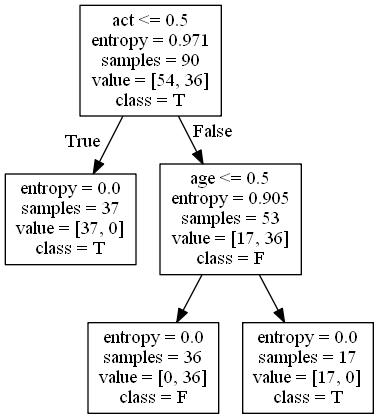 act <= 0.5
entropy = 0.971
samples = 90
value = [54, 36]
class = T
True
False
entropy = 0.0
samples = 37
value = [37, 0]
class = T
age <= 0.5
entropy = 0.905
samples = 53
value = [17, 36]
class = F
entropy = 0.0
samples = 36
value = [0, 36]
class = F
entropy = 0.0
samples = 17
value = [17, 0]
class = T